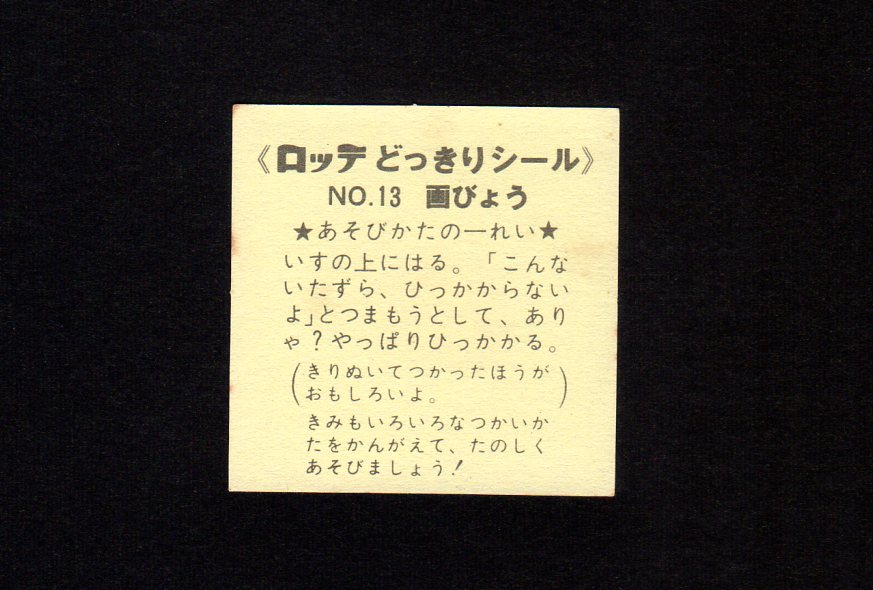 《ロッテどっきりシール》
NO.13 画びょう
★あそびかたの一れい★
いすの上にはる。「こんな
いたずら、ひっかからない
よ」とつまもうとして、あり
ゃ？やっぱりひっかかる。
(きりぬいてつかったほうが
おもしろいよ。)
きみもいろいろなつかいか
たをかんがえて、たのしく
あそびましょう！